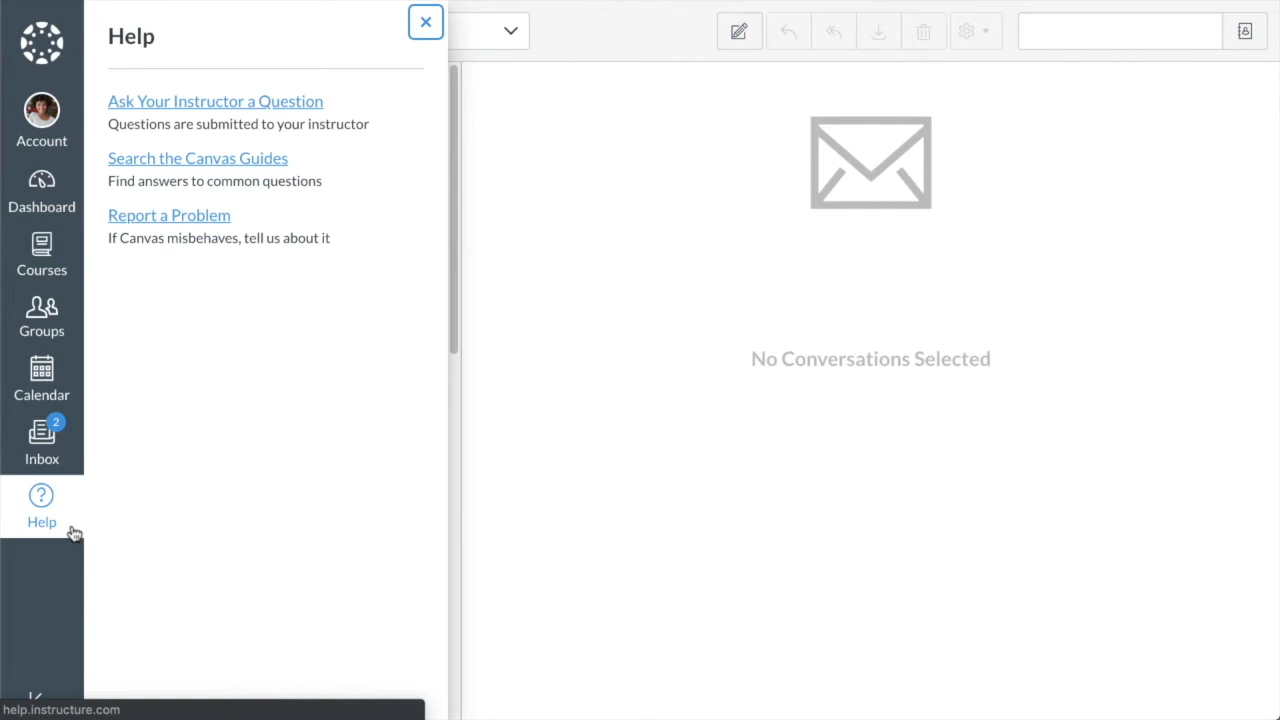 Help
Ask Your Instructor a Question
Questions are submitted to your instructor
Search the Canvas Guides
Find answers to common questions
Report a Problem
If Canvas misbehaves, tell us about it
Account
Dashboard
Courses
Groups
Calendar
2
Inbox
Help
No Conversations Selected
help.instructure.com